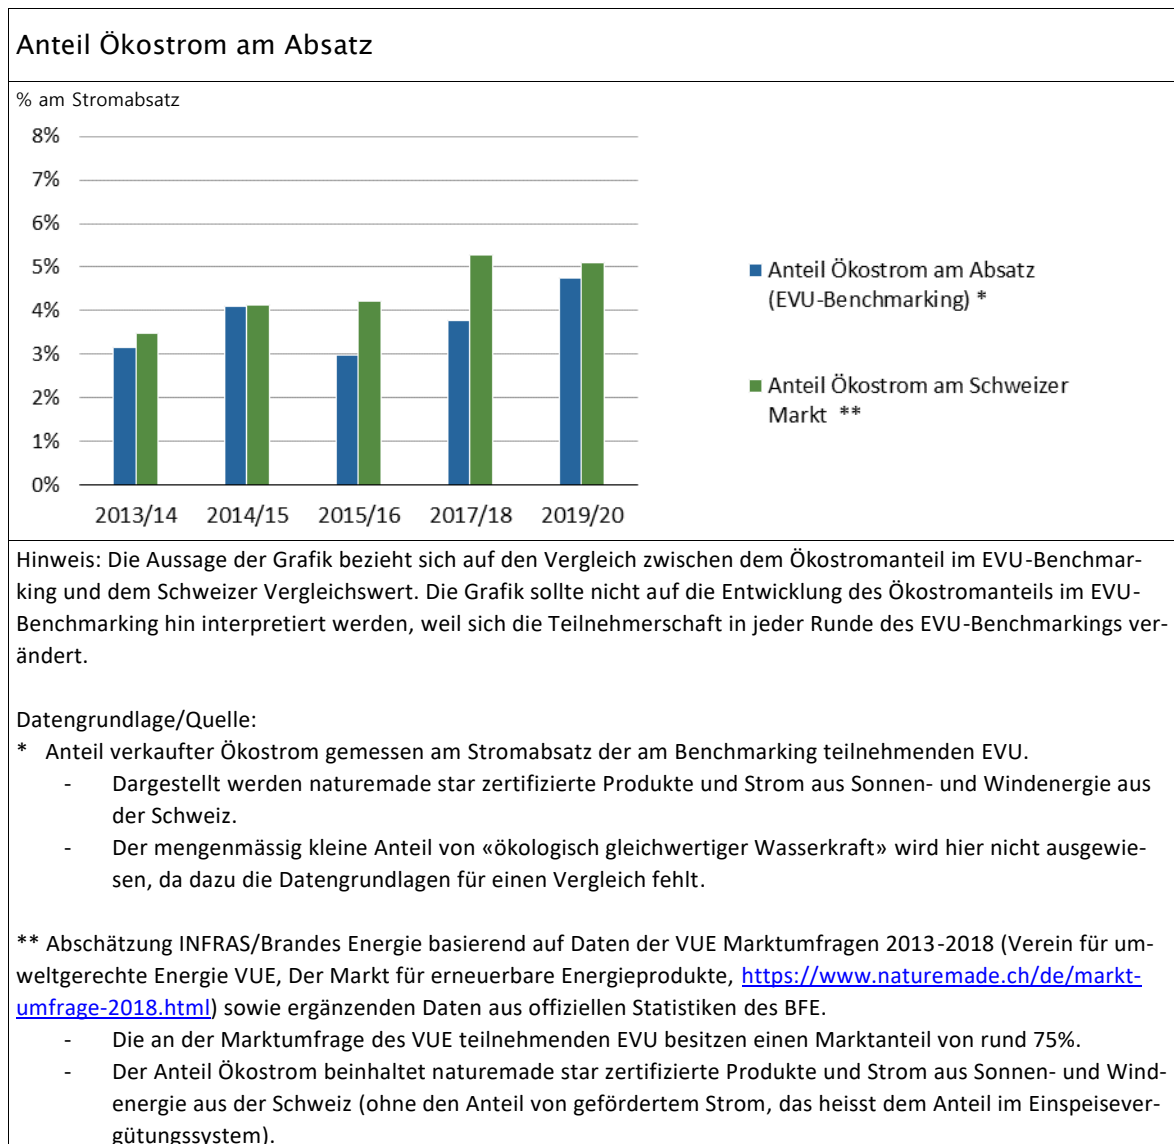 Anteil Ökostrom am Absatz
% am Stromabsatz
8%
7%
6%
5%
4%
3%
2%
1%
0%
2013/14 2014/15 2015/16 2017/18 2019/20
Anteil Ökostrom am Absatz
(EVU-Benchmarking) *
Anteil Ökostrom am Schweizer
Markt **
Hinweis: Die Aussage der Grafik bezieht sich auf den Vergleich zwischen dem Ökostromanteil im EVU-Benchmar-
king und dem Schweizer Vergleichswert. Die Grafik sollte nicht auf die Entwicklung des Ökostromanteils im EVU-
Benchmarking hin interpretiert werden, weil sich die Teilnehmerschaft in jeder Runde des EVU-Benchmarkings ver-
ändert.
Datengrundlage/Quelle:
* Anteil verkaufter Ökostrom gemessen am Stromabsatz der am Benchmarking teilnehmenden EVU.
- Dargestellt werden naturemade star zertifizierte Produkte und Strom aus Sonnen- und Windenergie aus
der Schweiz.
- Der mengenmässig kleine Anteil von «ökologisch gleichwertiger Wasserkraft» wird hier nicht ausgewie-
sen, da dazu die Datengrundlagen für einen Vergleich fehlt.
** Abschätzung INFRAS/Brandes Energie basierend auf Daten der VUE Marktumfragen 2013-2018 (Verein für um-
weltgerechte Energie VUE, Der Markt für erneuerbare Energieprodukte, https://www.naturemade.ch/de/markt-
umfrage-2018.html) sowie ergänzenden Daten aus offiziellen Statistiken des BFE.
- Die an der Marktumfrage des VUE teilnehmenden EVU besitzen einen Marktanteil von rund 75%.
- Der Anteil Ökostrom beinhaltet naturemade star zertifizierte Produkte und Strom aus Sonnen- und Wind-
energie aus der Schweiz (ohne den Anteil von gefördertem Strom, das heisst dem Anteil im Einspeisever-
gütungssystem).